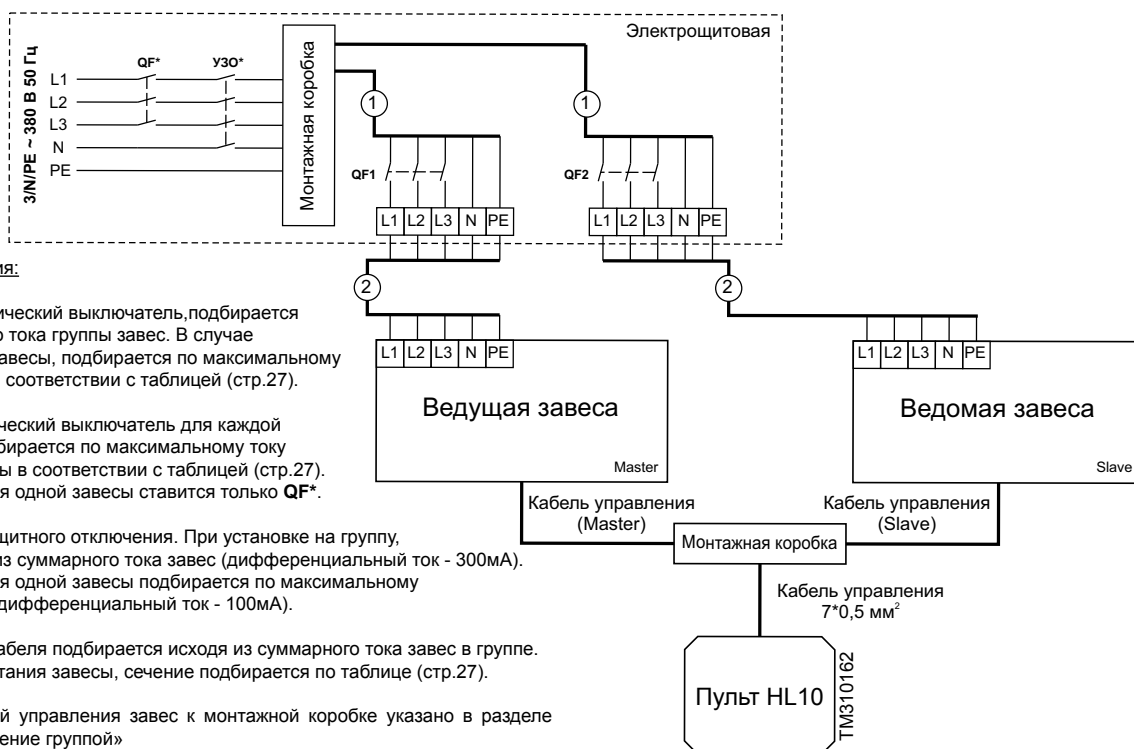 Электрощитовая
3/N/PE ~ 380 В 50 Гц
QF*
УЗО*
L1
L2
L3
N
PE
Монтажная коробка
1
1
QF1
QF2
L1 L2 L3 N PE
L1 L2 L3 N PE
2
2
L1 L2 L3 N PE
L1 L2 L3 N PE
Ведущая завеса
Master
Ведомая завеса
Slave
Кабель управления
(Master)
Кабель управления
(Slave)
Монтажная коробка
Кабель управления
7*0,5 мм²
Пульт HL10
TM310162
ия:
ический выключатель,подбирается
о тока группы завес. В случае
авесы, подбирается по максимальному
соответствии с таблицей (стр.27).
ческий выключатель для каждой
бирается по максимальному току
ы в соответствии с таблицей (стр.27).
я одной завесы ставится только QF*.
щитного отключения. При установке на группу,
из суммарного тока завес (дифференциальный ток - 300мА).
я одной завесы подбирается по максимальному
дифференциальный ток - 100мА).
абеля подбирается исходя из суммарного тока завес в группе.
тания завесы, сечение подбирается по таблице (стр.27).
й управления завес к монтажной коробке указано в разделе
ение группой»